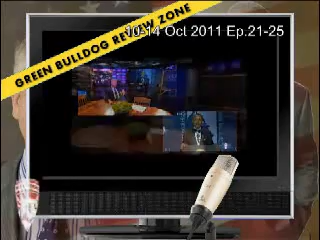 GREEN BULLDOG REVIEW ZONE
10-14 Oct 2011 Ep.21-25